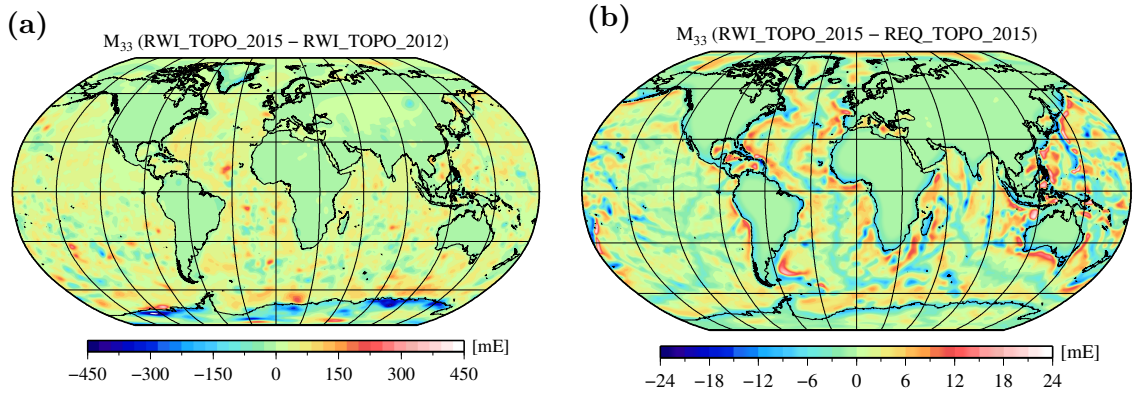 (a)
M33 (RWI_TOPO_2015 − RWI_TOPO_2012)
[mE]
−450 −300 −150 0 150 300 450
(b)
M33 (RWI_TOPO_2015 − REQ_TOPO_2015)
[mE]
−24 −18 −12 −6 0 6 12 18 24